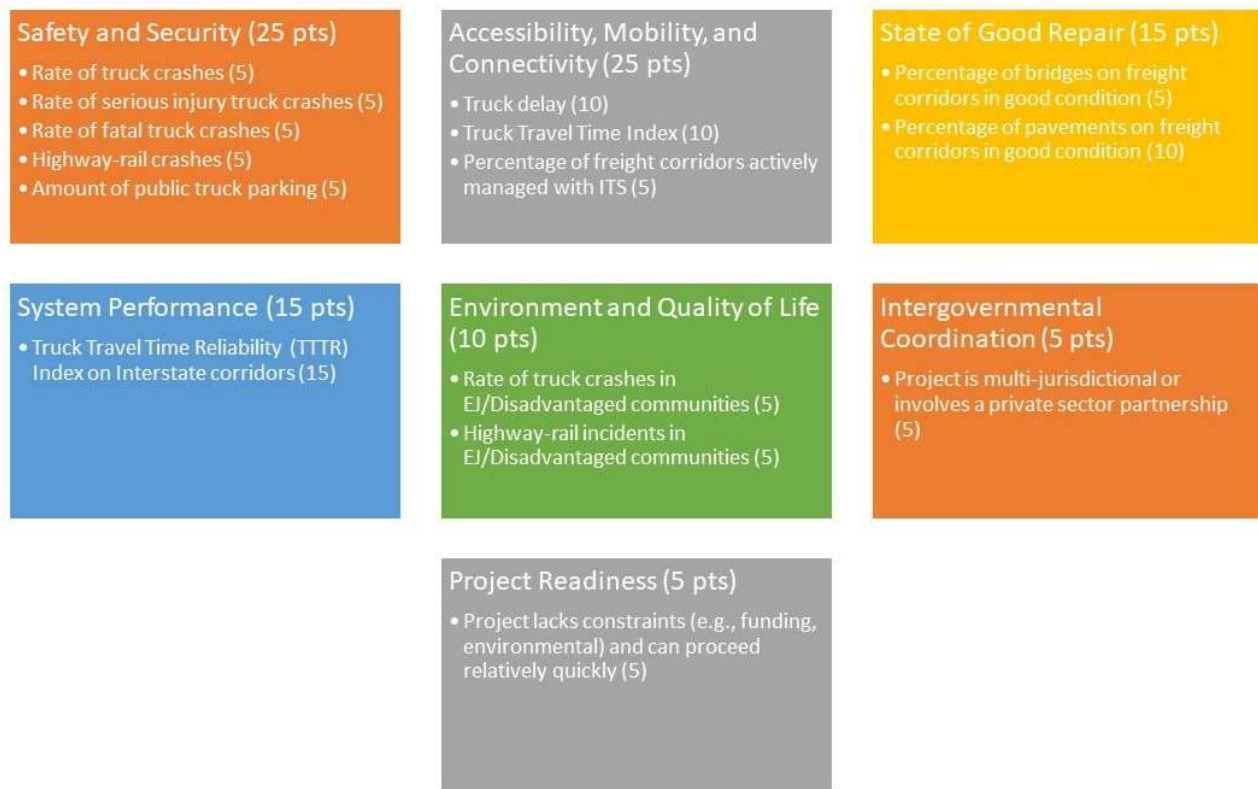 Safety and Security (25 pts)
• Rate of truck crashes (5)
• Rate of serious injury truck crashes (5)
• Rate of fatal truck crashes (5)
• Highway-rail crashes (5)
• Amount of public truck parking (5)
Accessibility, Mobility, and
Connectivity (25 pts)
• Truck delay (10)
• Truck Travel Time Index (10)
• Percentage of freight corridors actively
managed with ITS (5)
State of Good Repair (15 pts)
• Percentage of bridges on freight
corridors in good condition (5)
• Percentage of pavements on freight
corridors in good condition (10)
System Performance (15 pts)
• Truck Travel Time Reliability (TTTR)
Index on Interstate corridors (15)
Environment and Quality of Life
(10 pts)
• Rate of truck crashes in
EJ/Disadvantaged communities (5)
• Highway-rail incidents in
EJ/Disadvantaged communities (5)
Intergovernmental
Coordination (5 pts)
• Project is multi-jurisdictional or
involves a private sector partnership
(5)
Project Readiness (5 pts)
• Project lacks constraints (e.g., funding,
environmental) and can proceed
relatively quickly (5)